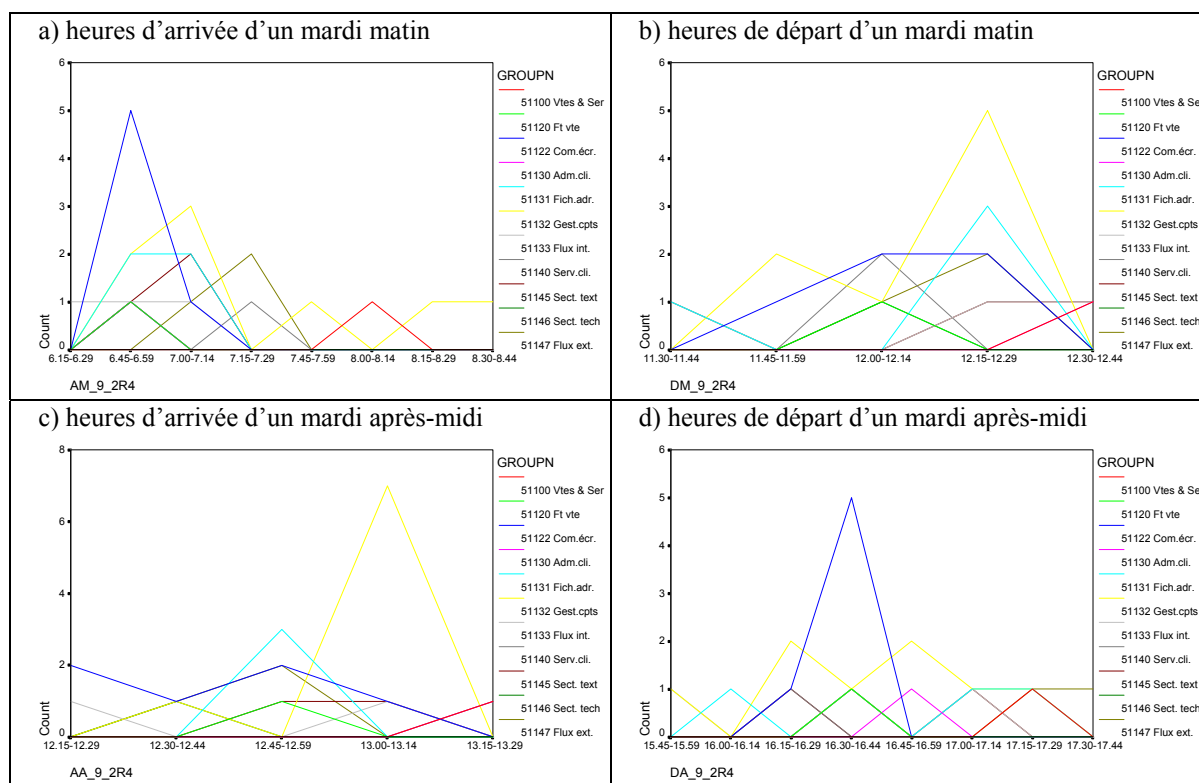 a) heures d'arrivée d'un mardi matin
6
5
4
3
2
1
0
Count
6.15-6.29
6.45-6.59
7.00-7.14
7.15-7.29
7.45-7.59
8.00-8.14
8.15-8.29
8.30-8.44
AM_9_2R4
GROUPN
51100 Vtes & Ser
51120 Ft vte
51122 Com.écr.
51130 Adm.cli.
51131 Fich.adr.
51132 Gest.cpts
51133 Flux int.
51140 Serv.cli.
51145 Sect. text
51146 Sect. tech
51147 Flux ext.
b) heures de départ d'un mardi matin
6
5
4
3
2
1
0
Count
11.30-11.44
11.45-11.59
12.00-12.14
12.15-12.29
12.30-12.44
DM_9_2R4
GROUPN
51100 Vtes & Se
51120 Ft vte
51122 Com.écr.
51130 Adm.cli.
51131 Fich.adr.
51132 Gest.cpts
51133 Flux int.
51140 Serv.cli.
51145 Sect. text
51146 Sect. tech
51147 Flux ext.
c) heures d'arrivée d'un mardi après-midi
8
6
4
2
0
Count
12.15-12.29
12.30-12.44
12.45-12.59
13.00-13.14
13.15-13.29
AA_9_2R4
GROUPN
51100 Vtes & Ser
51120 Ft vte
51122 Com.écr.
51130 Adm.cli.
51131 Fich.adr.
51132 Gest.cpts
51133 Flux int.
51140 Serv.cli.
51145 Sect. text
51146 Sect. tech
51147 Flux ext.
d) heures de départ d'un mardi après-midi
6
5
4
3
2
1
0
Count
15.45-15.59
16.00-16.14
16.15-16.29
16.30-16.44
16.45-16.59
17.00-17.14
17.15-17.29
17.30-17.44
DA_9_2R4
GROUPN
51100 Vtes & Se
51120 Ft vte
51122 Com.écr.
51130 Adm.cli.
51131 Fich.adr.
51132 Gest.cpts
51133 Flux int.
51140 Serv.cli.
51145 Sect. text
51146 Sect. tech
51147 Flux ext.